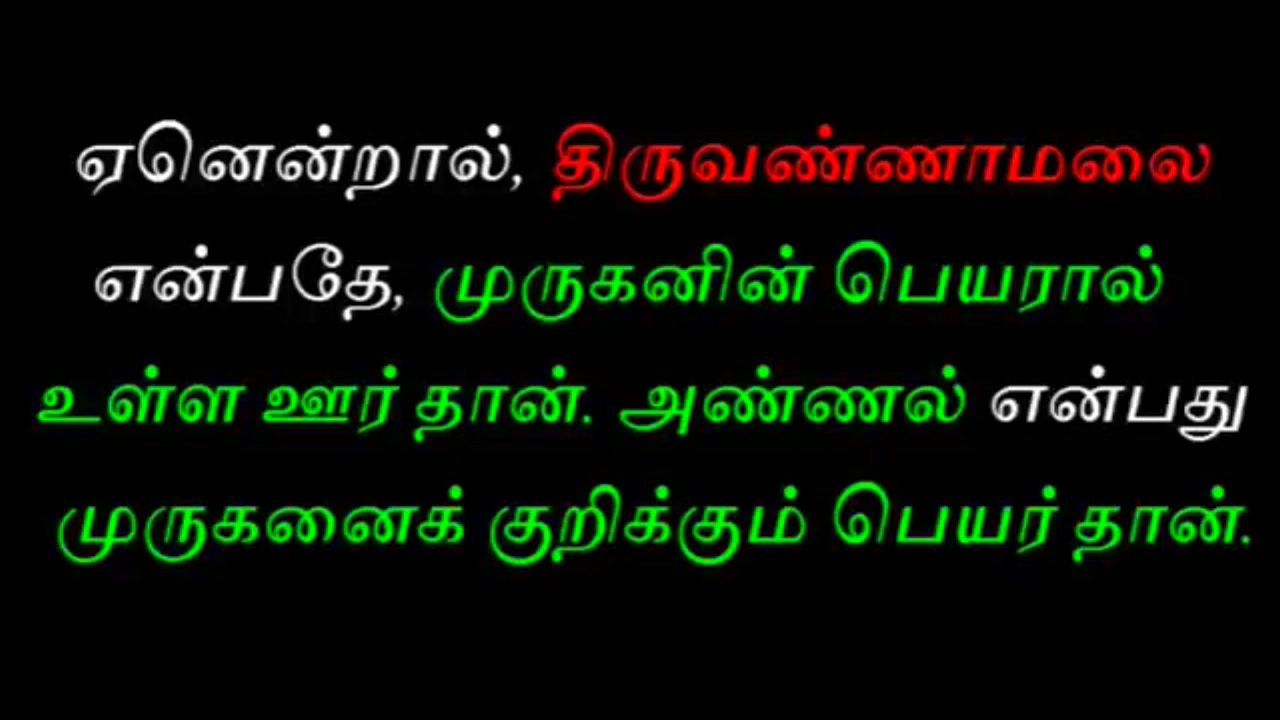 ஏனென்றால், திருவண்ணாமலை
என்பதே, முருகனின் பெயரால்
உள்ள ஊர் தான். அண்ணல் என்பது
முருகனைக் குறிக்கும் பெயர் தான்.